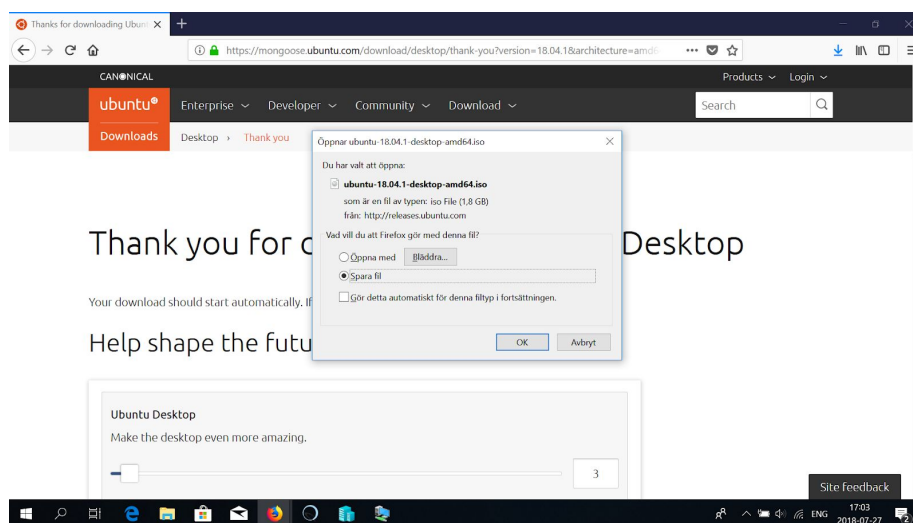 Thanks for downloading Ubun
https://mongoose.ubuntu.com/download/desktop/thank-you?version=18.04.1&architecture=amd6
CANONICAL
Products
Login
ubuntu®
Enterprise
Developer
Community
Download
Search
Downloads
Desktop › Thank you
Öppnar ubuntu-18.04.1-desktop-amd64.iso
Du har valt att öppna:
ubuntu-18.04.1-desktop-amd64.iso
som är en fil av typen: iso File (1,8 GB)
från: http://releases.ubuntu.com
Vad vill du att Firefox gör med denna fil?
Öppna med
Bläddra...
Spara fil
Gör detta automatiskt för denna filtyp i fortsättningen.
OK
Avbryt
Thank you for d
Desktop
Your download should start automatically. If
Help shape the futu
Ubuntu Desktop
Make the desktop even more amazing.
3
Site feedback
ENG
17:03
2018-07-27
2